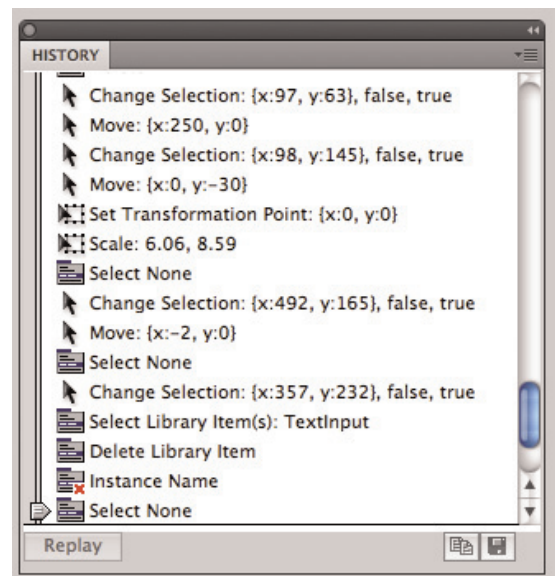 HISTORY
Change Selection: {x:97, y:63}, false, true
Move: {x:250, y:0}
Change Selection: {x:98, y:145}, false, true
Move: {x:0, y:−30}
Set Transformation Point: {x:0, y:0}
Scale: 6.06, 8.59
Select None
Change Selection: {x:492, y:165}, false, true
Move: {x:−2, y:0}
Select None
Change Selection: {x:357, y:232}, false, true
Select Library Item(s): TextInput
Delete Library Item
Instance Name
Select None
Replay